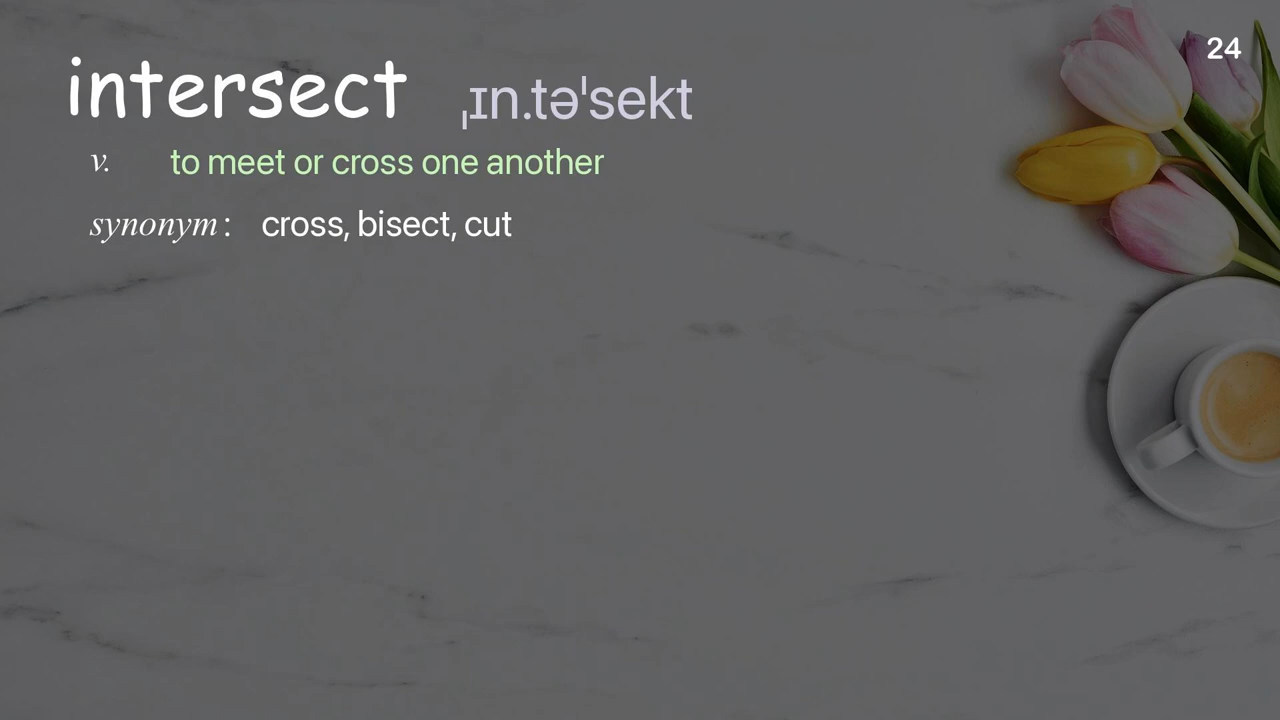 24
intersect ˌɪn.təˈsekt
v. to meet or cross one another
synonym: cross, bisect, cut